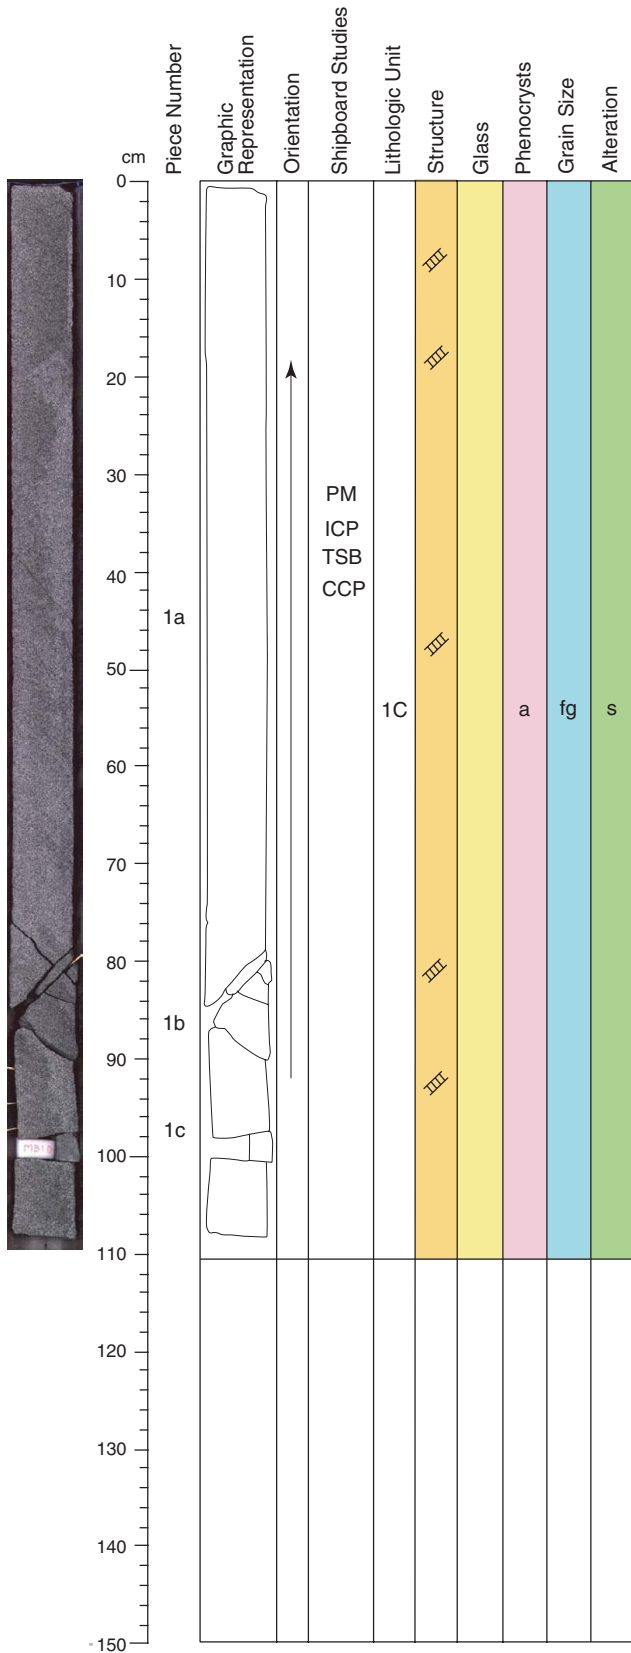 cm
Piece Number
Graphic
Representation
Orientation
Shipboard Studies
Lithologic Unit
Structure
Glass
Phenocrysts
Grain Size
Alteration
0
10
20
30
PM
ICP
TSB
40
CCP
1a
50
1C
a
fg
s
60
70
80
1b
90
1c
100
110
120
130
140
150